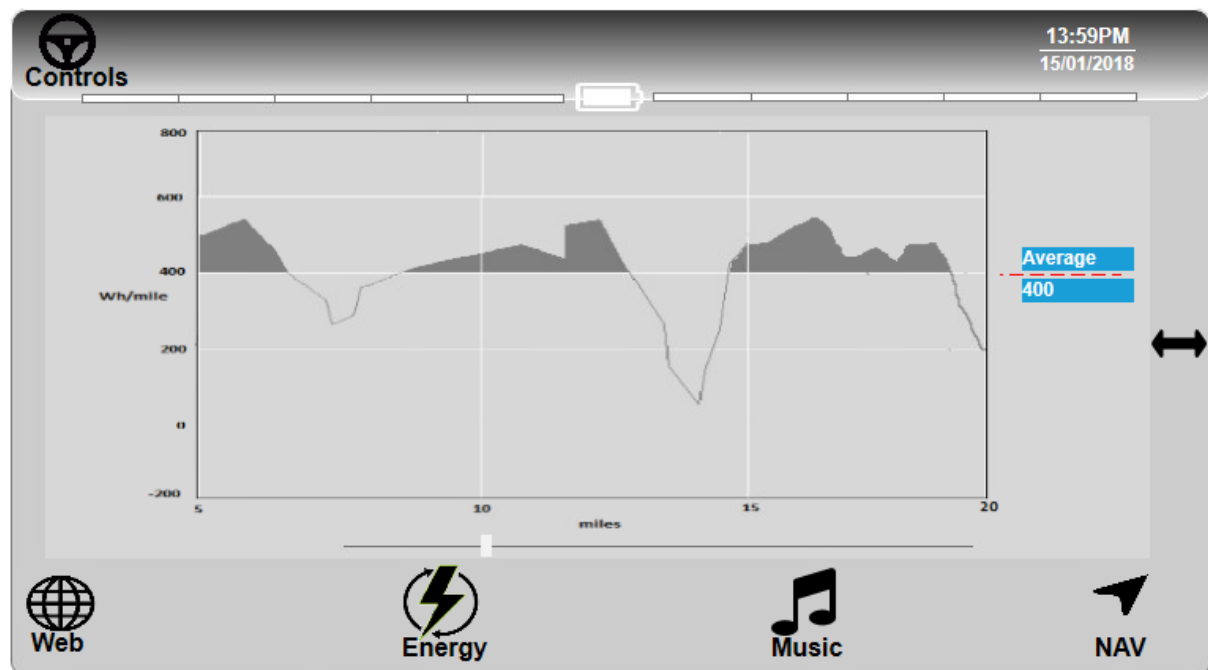 13:59PM
15/01/2018
Controls
800
600
400
Wh/mile
200
0
-200
5 10 15 20
miles
Average
400
Web
Energy
Music
NAV